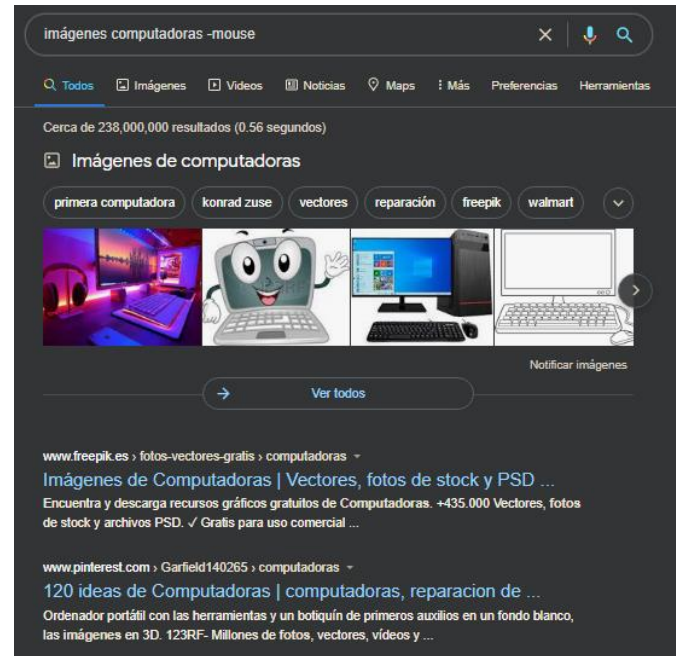 imágenes computadoras -mouse
Todos Imágenes Videos Noticias Maps Más Preferencias Herramientas
Cerca de 238,000,000 resultados (0.56 segundos)
Imágenes de computadoras
primera computadora konrad zuse vectores reparación freepik walmart
Notificar imágenes
Ver todos
www.freepik.es › fotos-vectores-gratis › computadoras
Imágenes de Computadoras | Vectores, fotos de stock y PSD ...
Encuentra y descarga recursos gráficos gratuitos de Computadoras. +435.000 Vectores, fotos
de stock y archivos PSD. ✓ Gratis para uso comercial ...
www.pinterest.com › Garfield140265 › computadoras
120 ideas de Computadoras | computadoras, reparacion de ...
Ordenador portátil con las herramientas y un botiquín de primeros auxilios en un fondo blanco,
las imágenes en 3D. 123RF- Millones de fotos, vectores, vídeos y ...